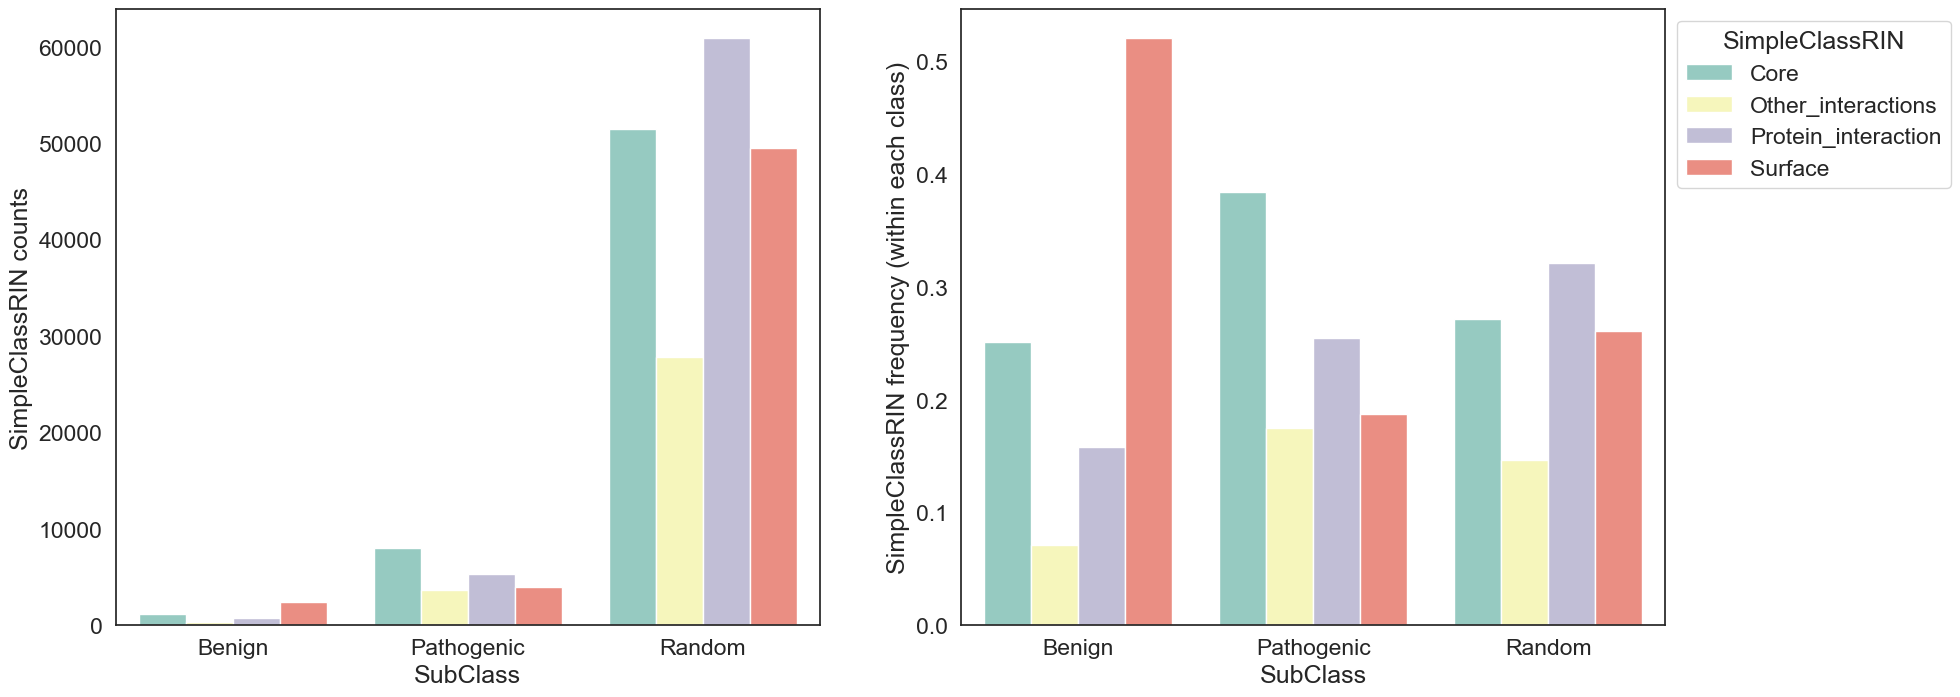 SimpleClassRIN counts
60000
50000
40000
30000
20000
10000
0
Benign
Pathogenic
Random
SubClass
SimpleClassRIN frequency (within each class)
0.5
0.4
0.3
0.2
0.1
0.0
Benign
Pathogenic
Random
SubClass
SimpleClassRIN
Core
Other_interactions
Protein_interaction
Surface